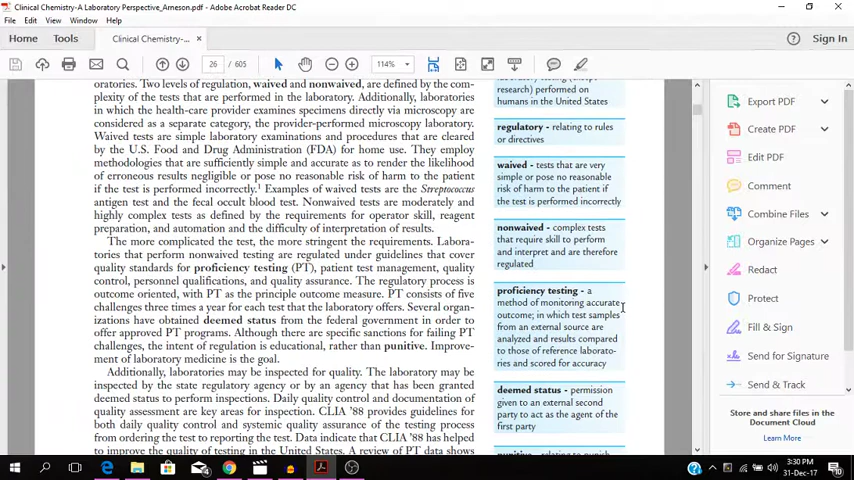 Clinical Chemistry-A Laboratory Perspective_Arneson.pdf - Adobe Acrobat Reader DC
File Edit View Window Help
Home Tools Clinical Chemistry-... × Sign In
26 / 605 114%
oratories. Two levels of regulation, waived and nonwaived, are defined by the com-
plexity of the tests that are performed in the laboratory. Additionally, laboratories
in which the health-care provider examines specimens directly via microscopy are
considered as a separate category, the provider-performed microscopy laboratory.
Waived tests are simple laboratory examinations and procedures that are cleared
by the U.S. Food and Drug Administration (FDA) for home use. They employ
methodologies that are sufficiently simple and accurate as to render the likelihood
of erroneous results negligible or pose no reasonable risk of harm to the patient
if the test is performed incorrectly.1 Examples of waived tests are the Streptococcus
antigen test and the fecal occult blood test. Nonwaived tests are moderately and
highly complex tests as defined by the requirements for operator skill, reagent
preparation, and automation and the difficulty of interpretation of results.
The more complicated the test, the more stringent the requirements. Labora-
tories that perform nonwaived testing are regulated under guidelines that cover
quality standards for proficiency testing (PT), patient test management, quality
control, personnel qualifications, and quality assurance. The regulatory process is
outcome oriented, with PT as the principle outcome measure. PT consists of five
challenges three times a year for each test that the laboratory offers. Several organ-
izations have obtained deemed status from the federal government in order to
offer approved PT programs. Although there are specific sanctions for failing PT
challenges, the intent of regulation is educational, rather than punitive. Improve-
ment of laboratory medicine is the goal.
Additionally, laboratories may be inspected for quality. The laboratory may be
inspected by the state regulatory agency or by an agency that has been granted
deemed status to perform inspections. Daily quality control and documentation of
quality assessment are key areas for inspection. CLIA '88 provides guidelines for
both daily quality control and systemic quality assurance of the testing process
from ordering the test to reporting the test. Data indicate that CLIA '88 has helped
to improve the quality of testing in the United States. A review of PT data shows
laboratory testing (except
research) performed on
humans in the United States
regulatory - relating to rules
or directives
waived - tests that are very
simple or pose no reasonable
risk of harm to the patient if
the test is performed incorrectly
nonwaived - complex tests
that require skill to perform
and interpret and are therefore
regulated
proficiency testing - a
method of monitoring accurate
outcome; in which test samples
from an external source are
analyzed and results compared
to those of reference laborato-
ries and scored for accuracy
deemed status - permission
given to an external second
party to act as the agent of the
first party
punitive - relating to punish-
Export PDF
Create PDF
Edit PDF
Comment
Combine Files
Organize Pages
Redact
Protect
Fill & Sign
Send for Signature
Send & Track
Store and share files in the
Document Cloud
Learn More
3:30 PM
31-Dec-17